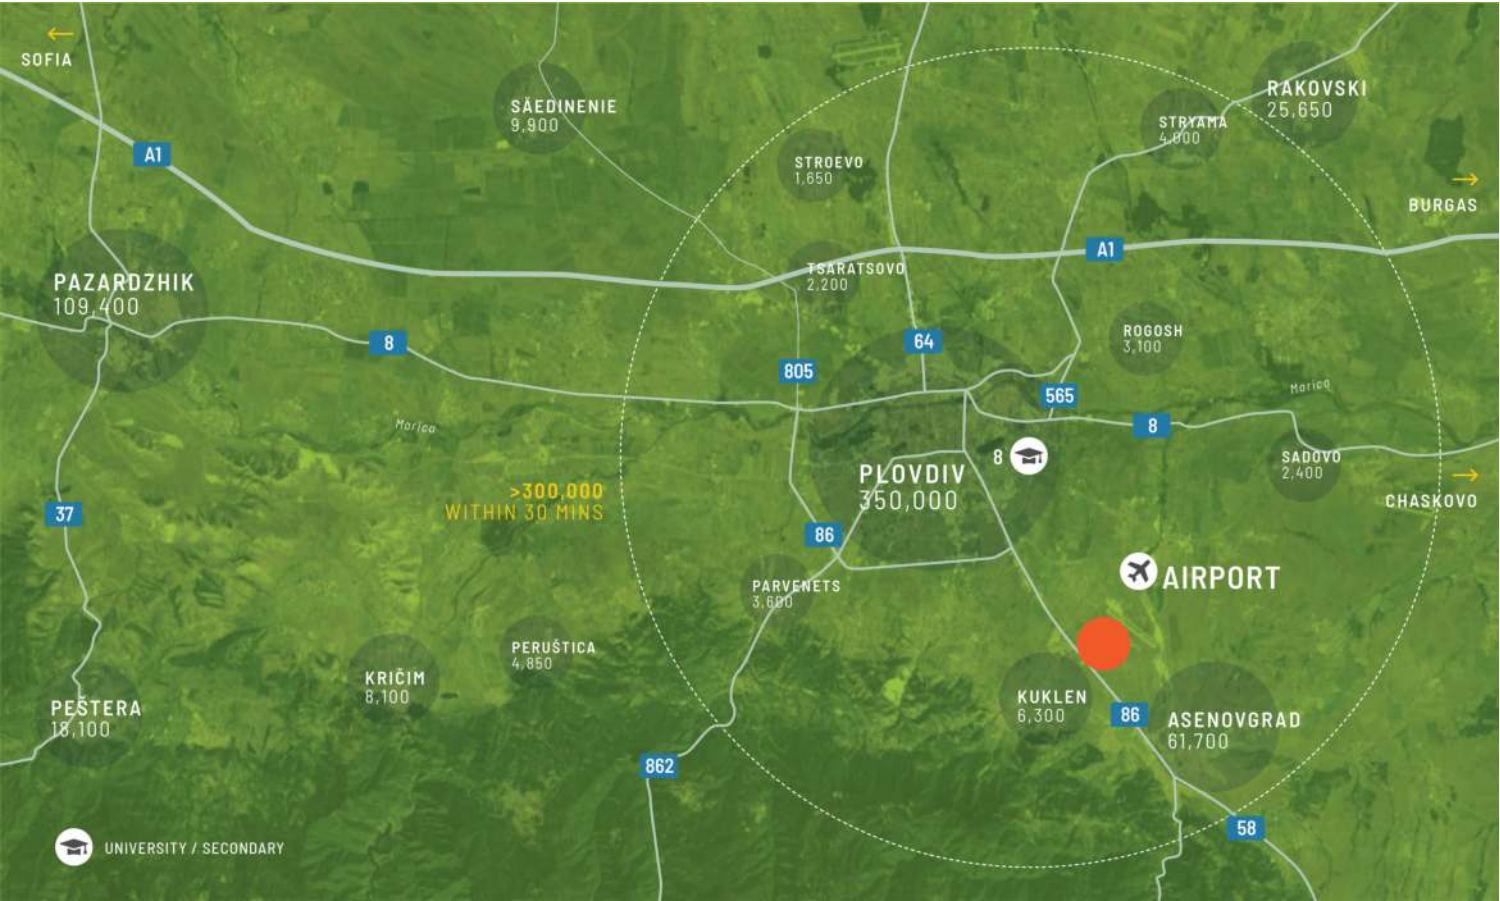 SOFIA
SĂEDINENIE
9,900
RAKOVSKI
25,650
STRYAMA
4,000
A1
STROEVO
1,650
BURGAS
A1
TSARATSOVO
2,200
PAZARDZHIK
109,400
8
64
ROGOSH
3,100
805
565
Marica
Marica
8
8
SADOVO
2,400
PLOVDIV
350,000
>300,000
WITHIN 30 MINS
CHASKOVO
37
86
AIRPORT
PARVENETS
3,600
PERUŠTICA
4,850
KRIČIM
8,100
KUKLEN
6,300
PEŠTERA
18,100
86
ASENOVGRAD
61,700
862
58
UNIVERSITY / SECONDARY